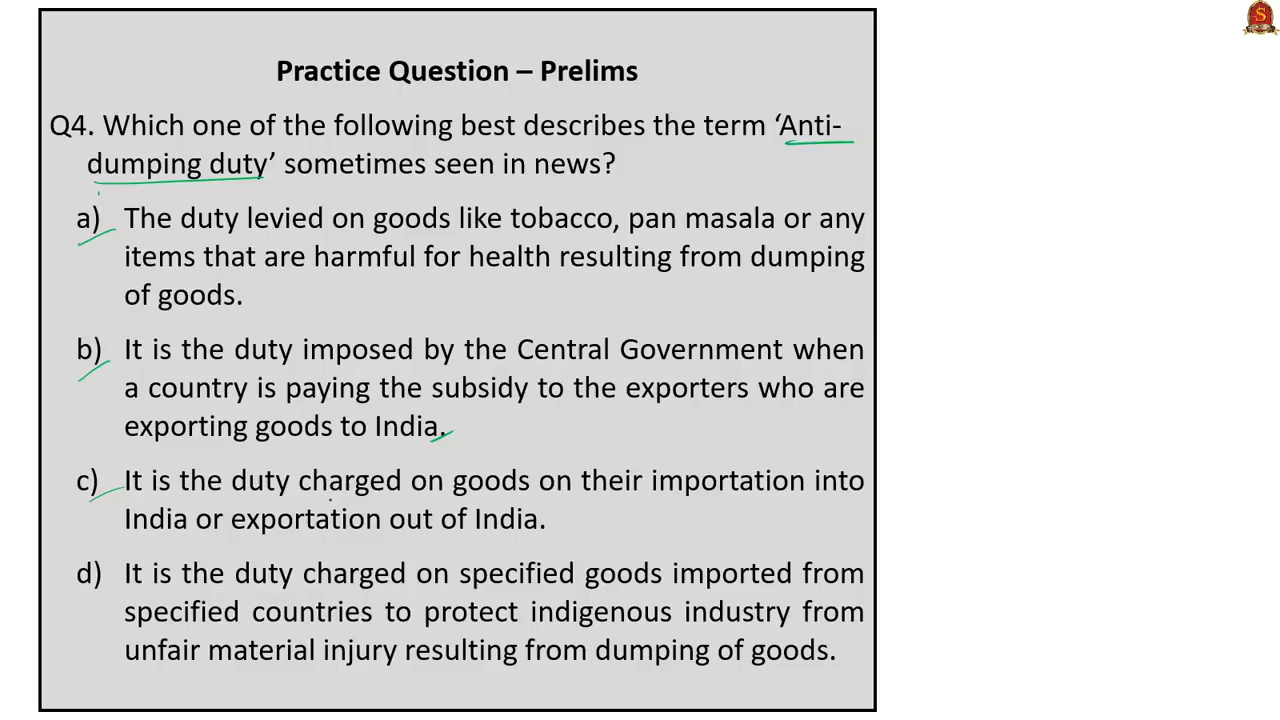 Practice Question – Prelims
Q4. Which one of the following best describes the term ‘Anti-
dumping duty’ sometimes seen in news?
a) The duty levied on goods like tobacco, pan masala or any
items that are harmful for health resulting from dumping
of goods.
b) It is the duty imposed by the Central Government when
a country is paying the subsidy to the exporters who are
exporting goods to India.
c) It is the duty charged on goods on their importation into
India or exportation out of India.
d) It is the duty charged on specified goods imported from
specified countries to protect indigenous industry from
unfair material injury resulting from dumping of goods.
S